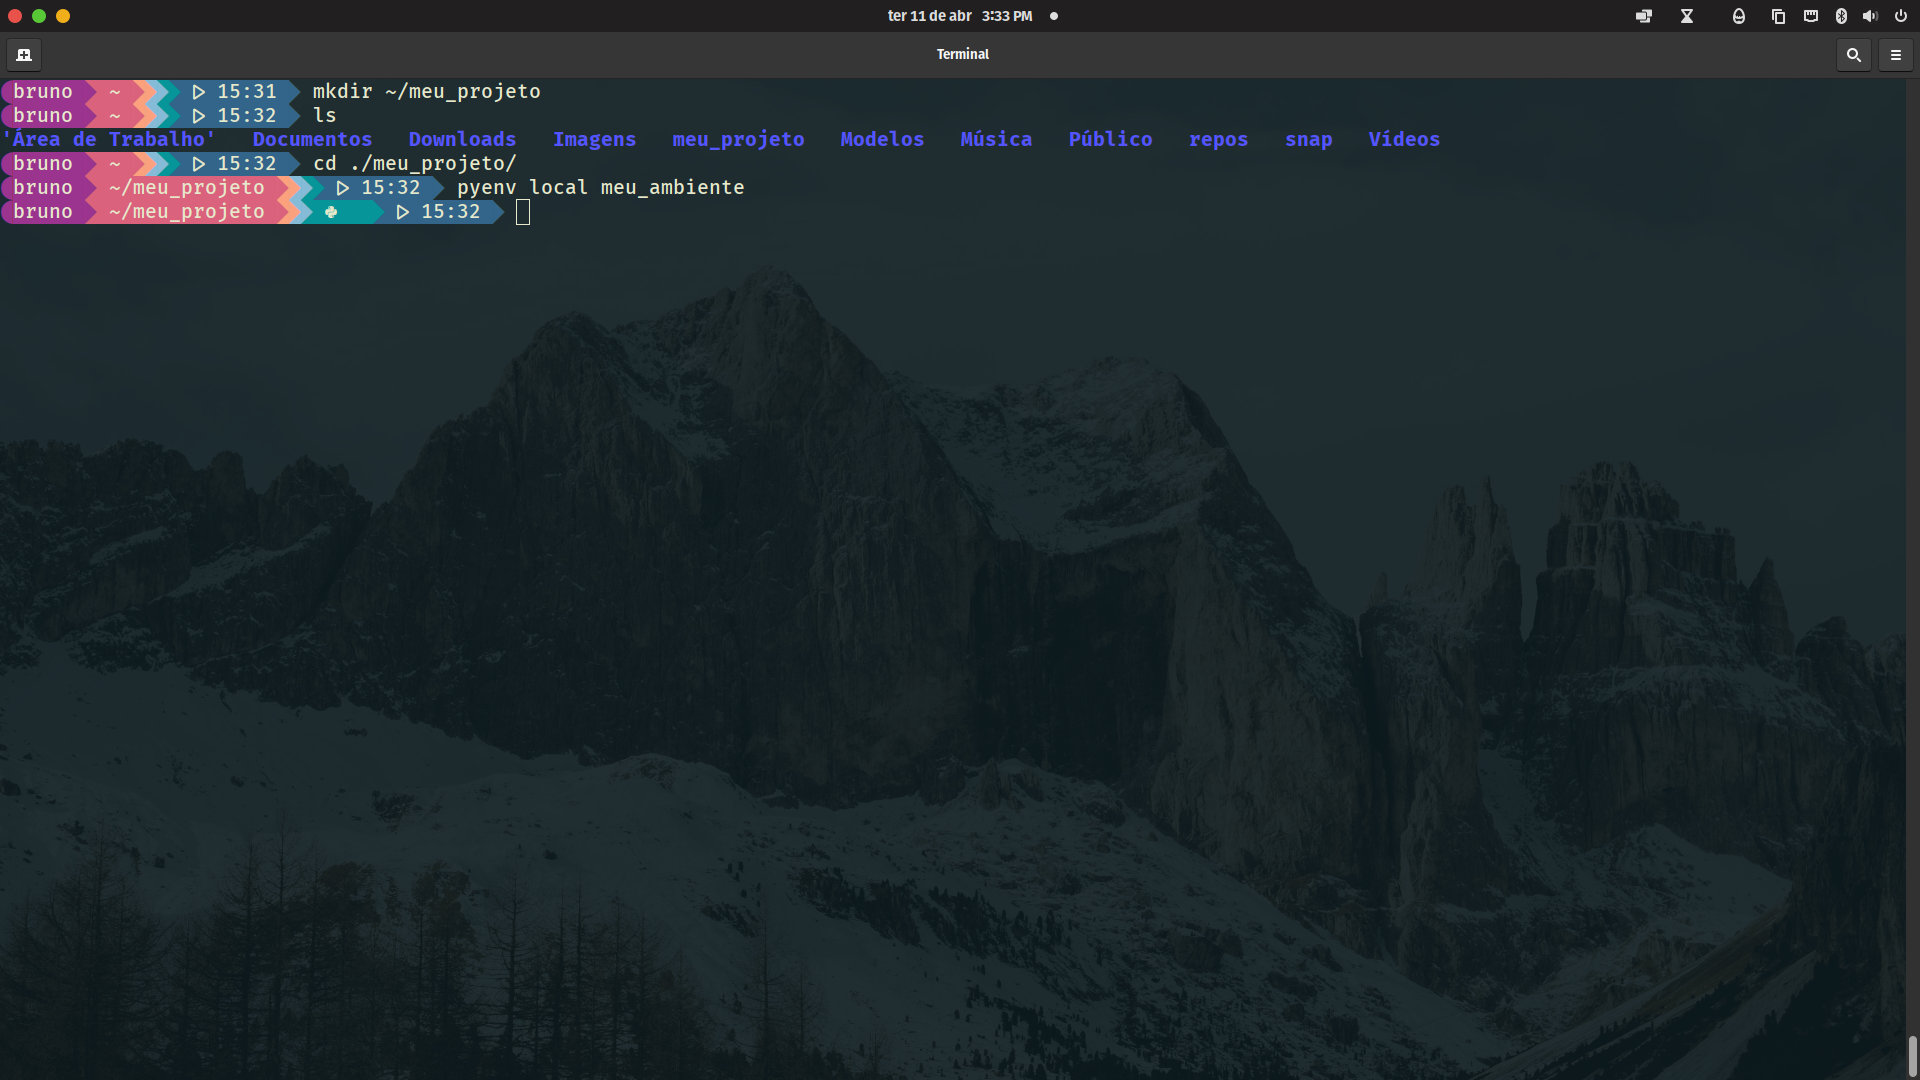 ter 11 de abr 3:33 PM
Terminal
bruno ~ 15:31 mkdir ~/meu_projeto
bruno ~ 15:32 ls
'Área de Trabalho' Documentos Downloads Imagens meu_projeto Modelos Música Público repos snap Vídeos
bruno ~ 15:32 cd ./meu_projeto/
bruno ~/meu_projeto 15:32 pyenv local meu_ambiente
bruno ~/meu_projeto 15:32